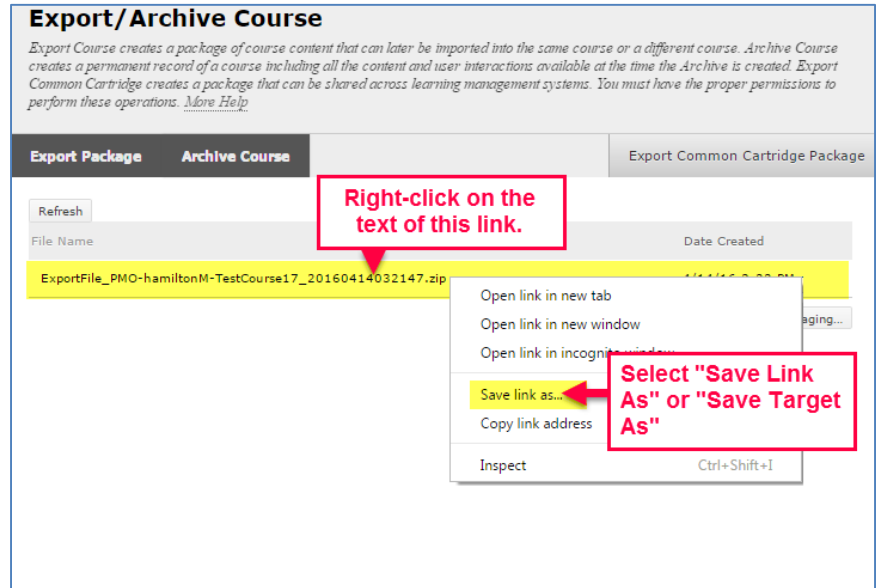 Export/Archive Course
Export Course creates a package of course content that can later be imported into the same course or a different course. Archive Course
creates a permanent record of a course including all the content and user interactions available at the time the Archive is created. Export
Common Cartridge creates a package that can be shared across learning management systems. You must have the proper permissions to
perform these operations. More Help
Export Package Archive Course Export Common Cartridge Package
Right-click on the
text of this link.
Refresh
File Name Date Created
ExportFile_PMO-hamiltonM-TestCourse17_20160414032147.zip
Open link in new tab
Open link in new window
aging...
Open link in incognito window
Select "Save Link
As" or "Save Target
As"
Save link as...
Copy link address
Inspect Ctrl+Shift+I